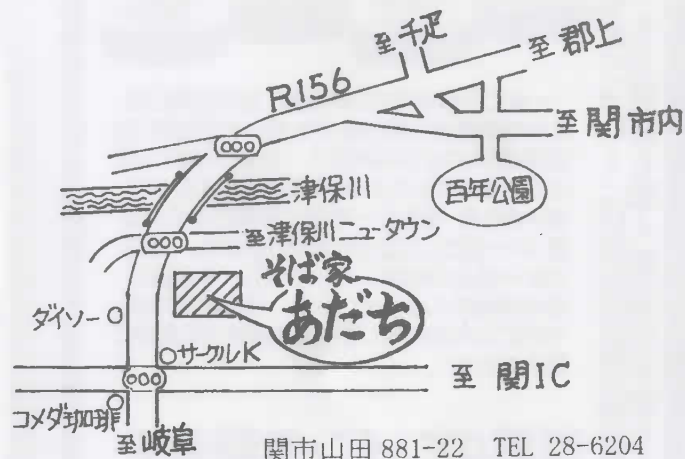 至千疋
至 郡上
R156
至関市内
津保川
百年公園
至津保川ニュータウン
そば家
あだち
ダイソー
サークルK
至 関IC
コメダ珈琲
至岐阜
関市山田 881-22 TEL 28-6204